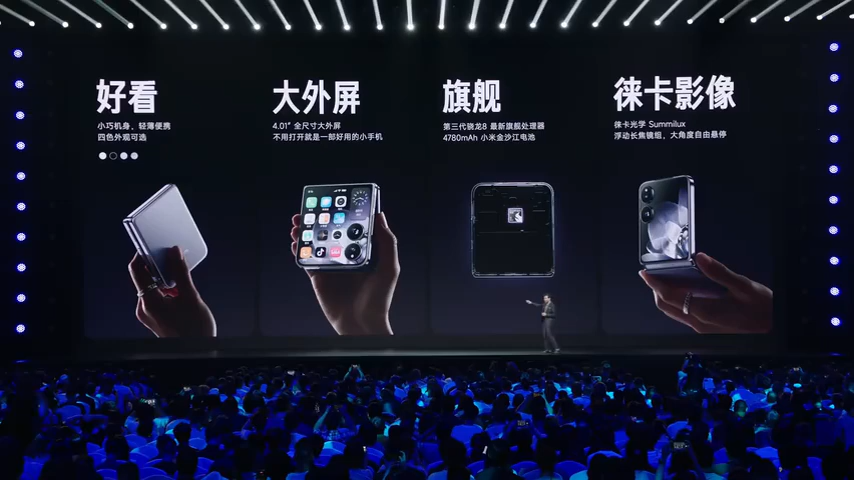 好看
小巧机身，轻薄便携
四色外观可选
大外屏
4.01" 全尺寸大外屏
不用打开就是一部好用的小手机
旗舰
第三代骁龙8 最新旗舰处理器
4780mAh 小米金沙江电池
徕卡影像
徕卡光学 Summilux
浮动长焦镜组，大角度自由悬停